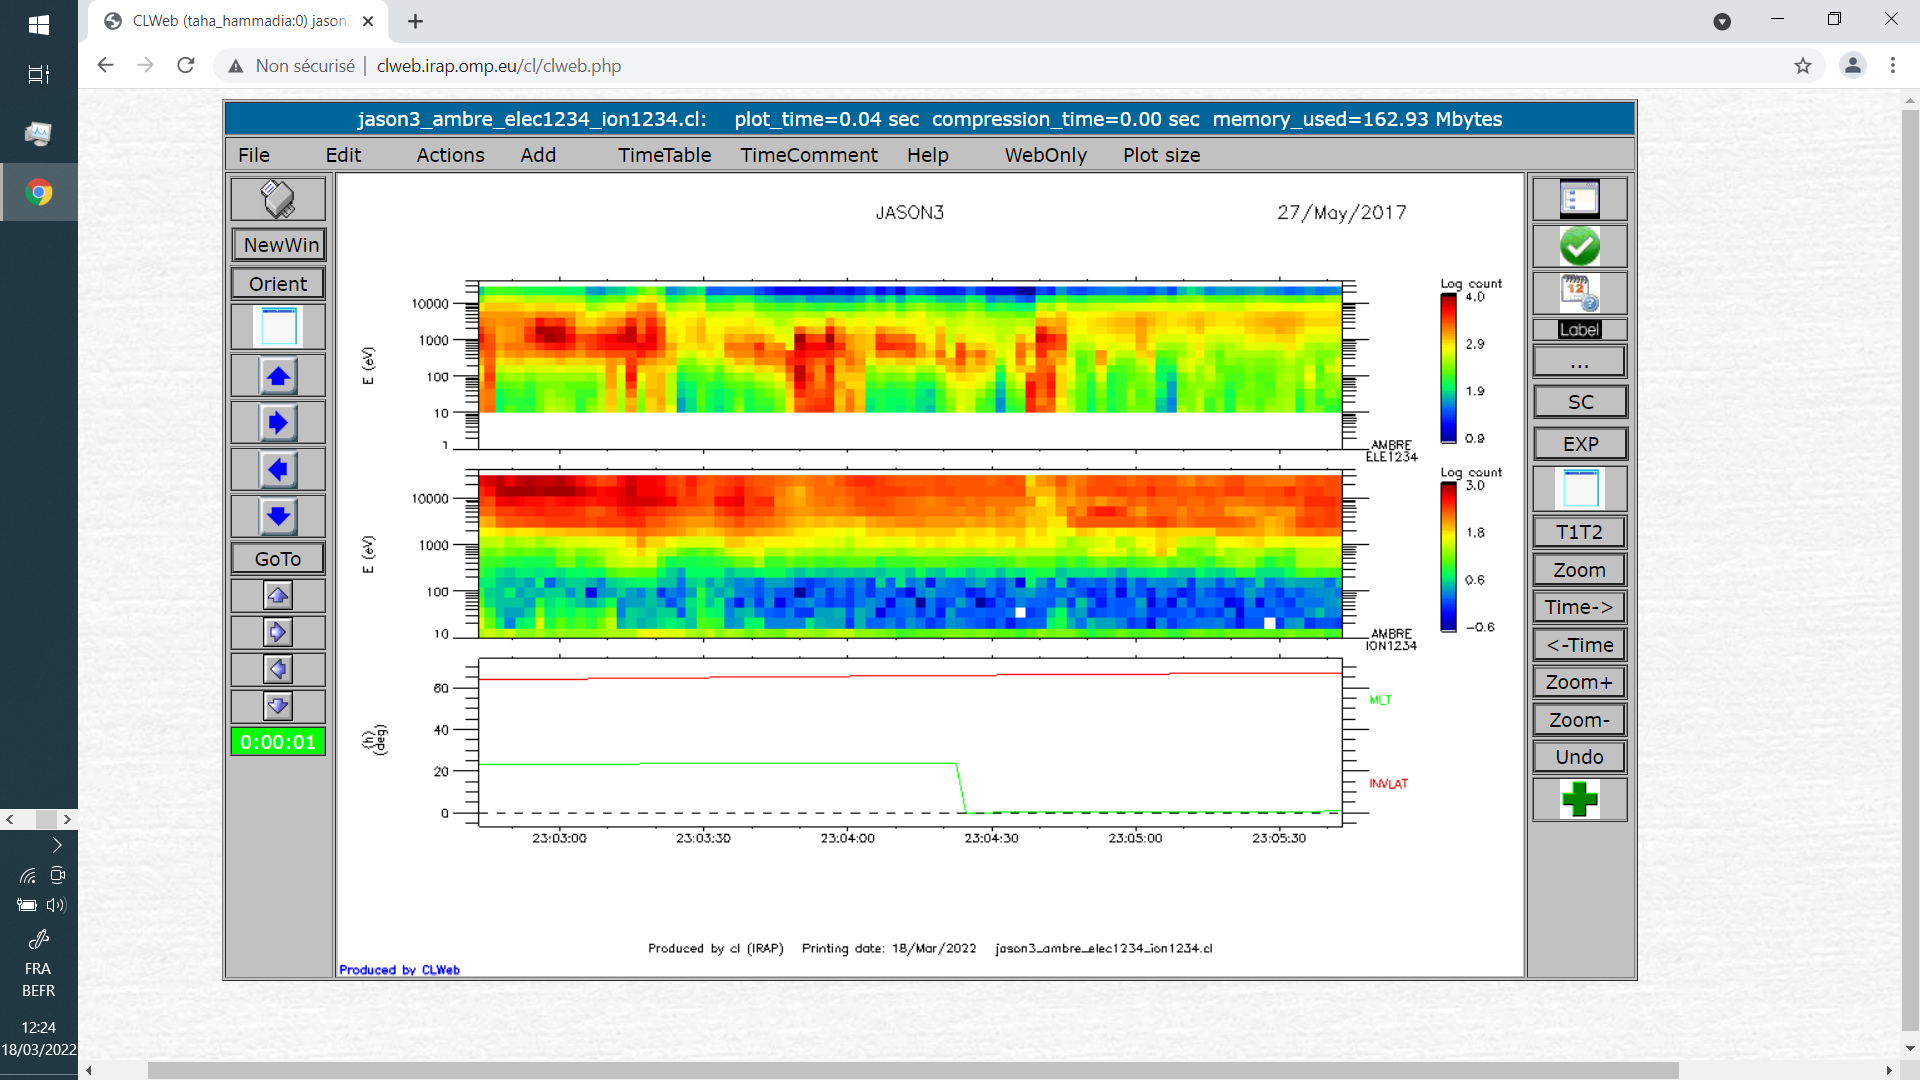 CLWeb (taha_hammadia:0) jason3
Non sécurisé | clweb.irap.omp.eu/cl/clweb.php
jason3_ambre_elec1234_ion1234.cl: plot_time=0.04 sec compression_time=0.00 sec memory_used=162.93 Mbytes
File Edit Actions Add TimeTable TimeComment Help WebOnly Plot size
NewWin
Orient
GoTo
0:00:01
JASON3
27/May/2017
E (eV)
10000
1000
100
10
1
AMBRE
ELE1234
Log count
4.0
2.9
1.9
0.9
E (eV)
10000
1000
100
10
AMBRE
ION1234
Log count
3.0
1.8
0.6
-0.6
(h)
(deg)
60
40
20
0
MLT
INVLAT
23:03:00 23:03:30 23:04:00 23:04:30 23:05:00 23:05:30
Produced by cl (IRAP) Printing date: 18/Mar/2022 jason3_ambre_elec1234_ion1234.cl
Produced by CLWeb
12
Label
...
SC
EXP
T1T2
Zoom
Time->
<-Time
Zoom+
Zoom-
Undo
FRA
BEFR
12:24
18/03/2022